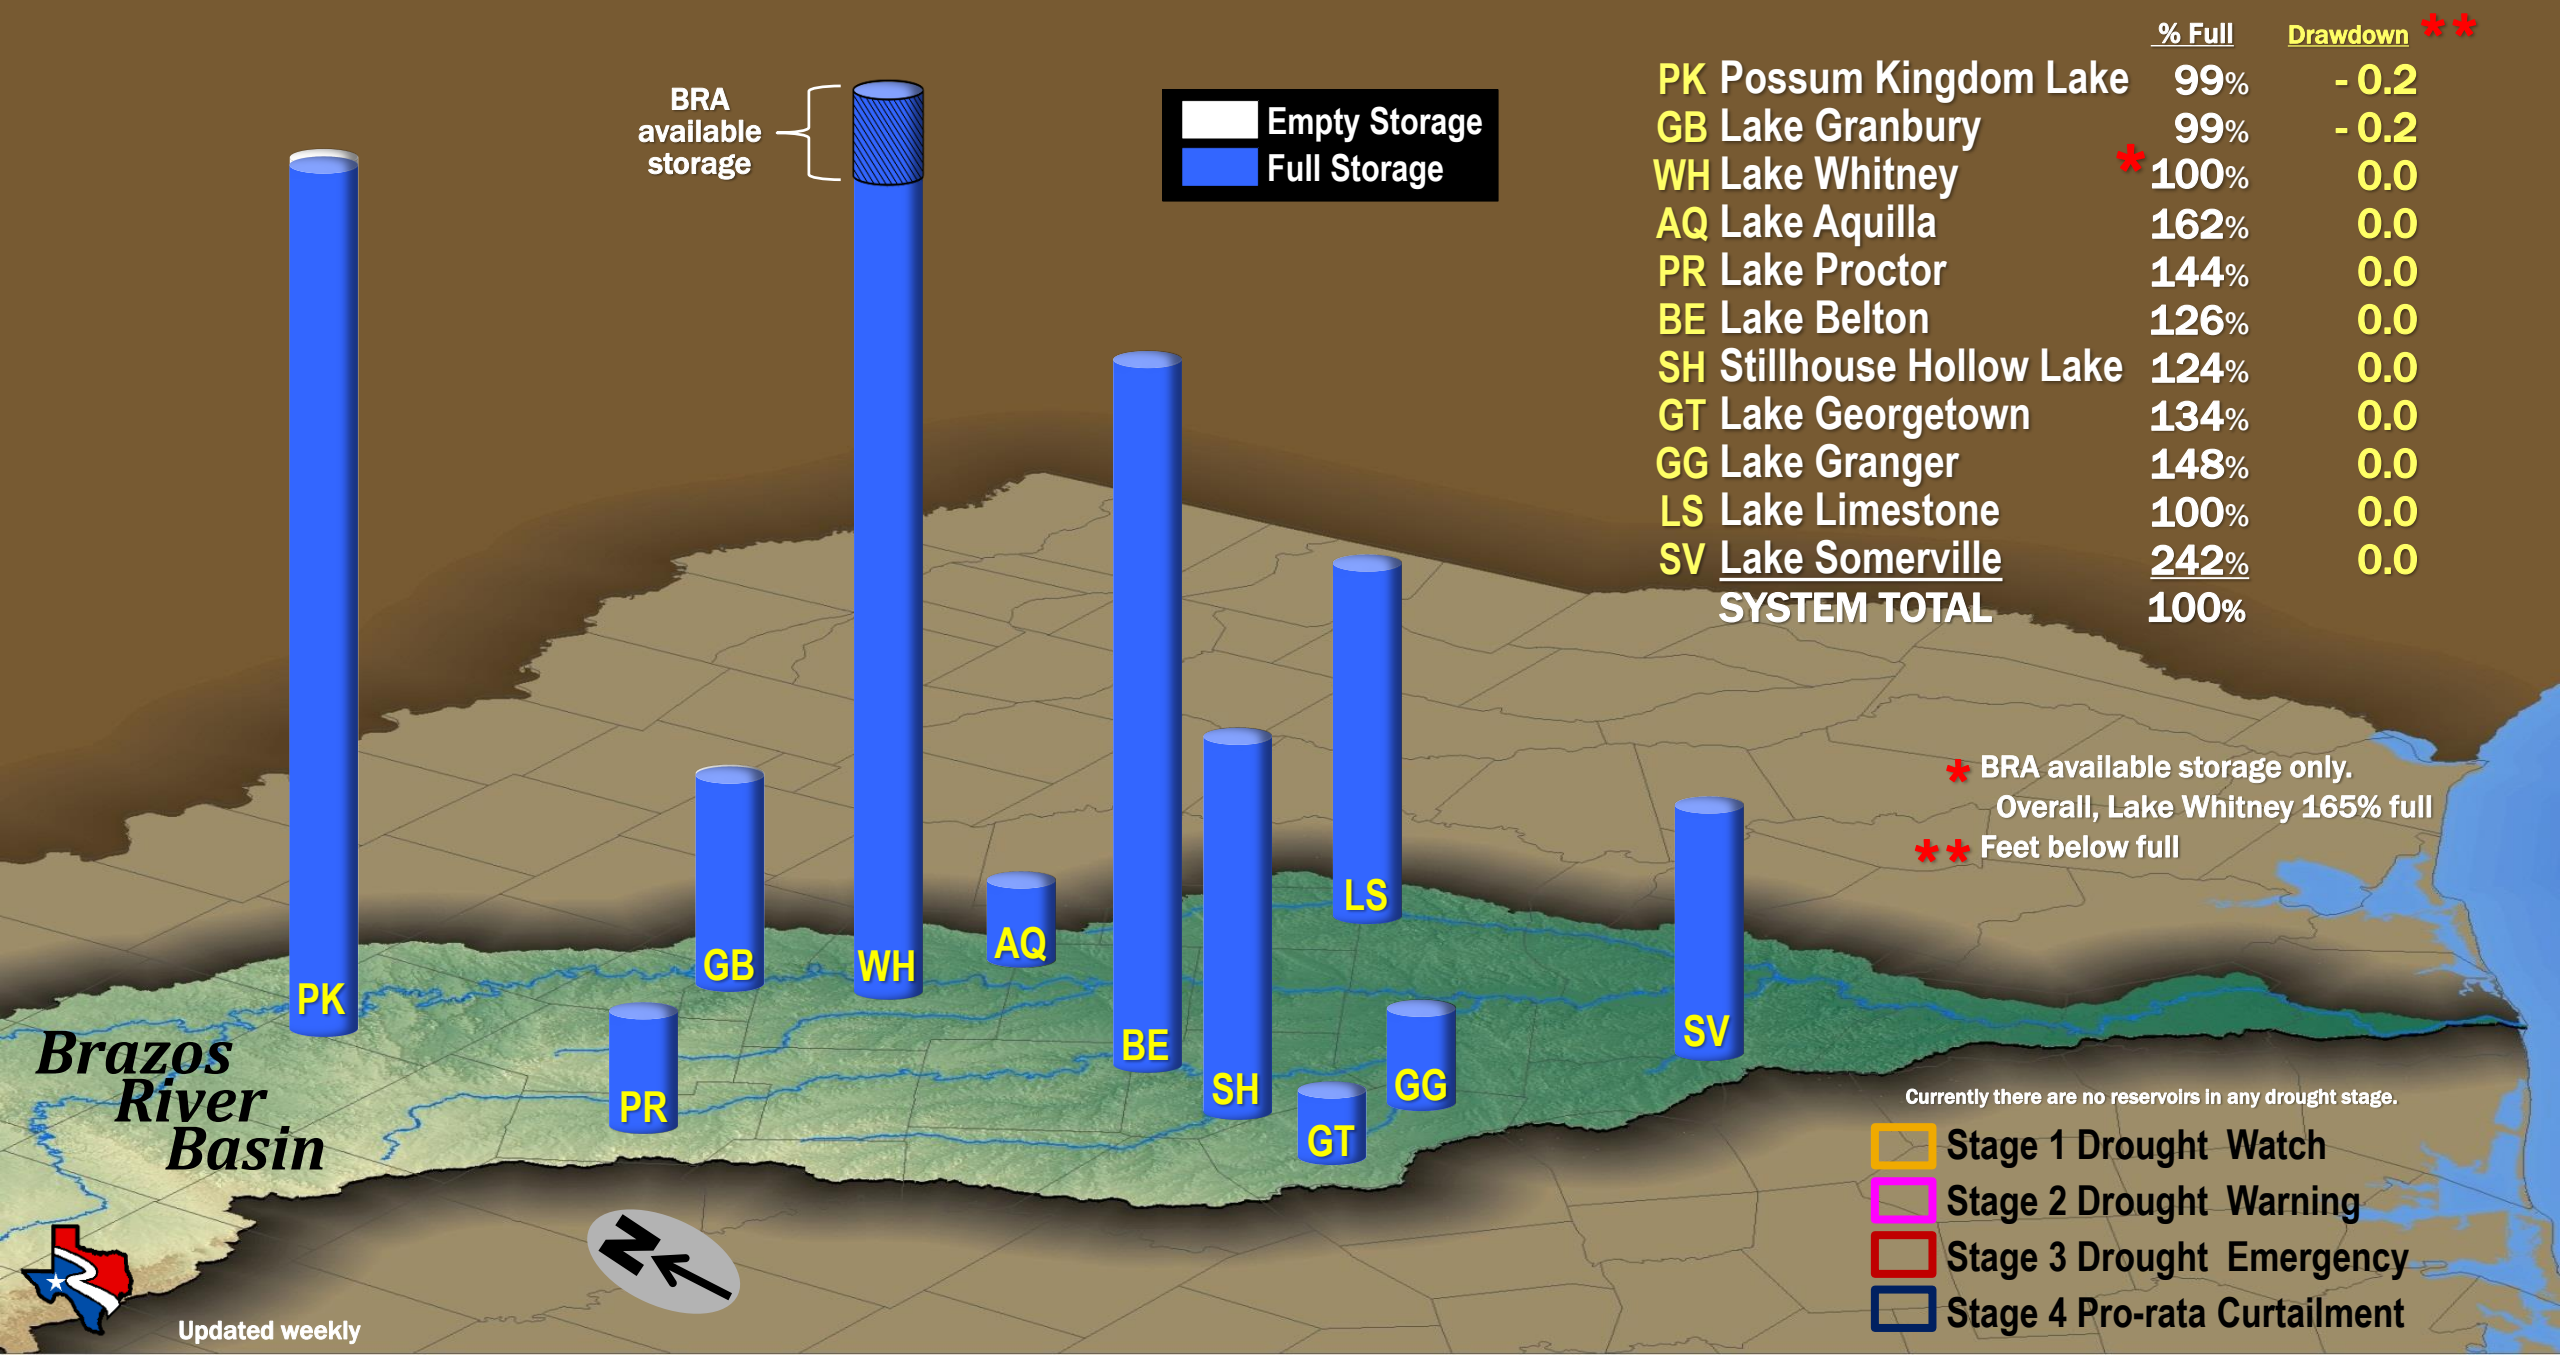 % Full Drawdown **
PK Possum Kingdom Lake 99% - 0.2
GB Lake Granbury 99% - 0.2
WH Lake Whitney * 100% 0.0
AQ Lake Aquilla 162% 0.0
PR Lake Proctor 144% 0.0
BE Lake Belton 126% 0.0
SH Stillhouse Hollow Lake 124% 0.0
GT Lake Georgetown 134% 0.0
GG Lake Granger 148% 0.0
LS Lake Limestone 100% 0.0
SV Lake Somerville 242% 0.0
SYSTEM TOTAL 100%
BRA
available
storage
Empty Storage
Full Storage
* BRA available storage only.
Overall, Lake Whitney 165% full
** Feet below full
PK
GB
WH
AQ
PR
BE
SH
LS
GT
GG
SV
Brazos
River
Basin
N
Updated weekly
Currently there are no reservoirs in any drought stage.
Stage 1 Drought Watch
Stage 2 Drought Warning
Stage 3 Drought Emergency
Stage 4 Pro-rata Curtailment